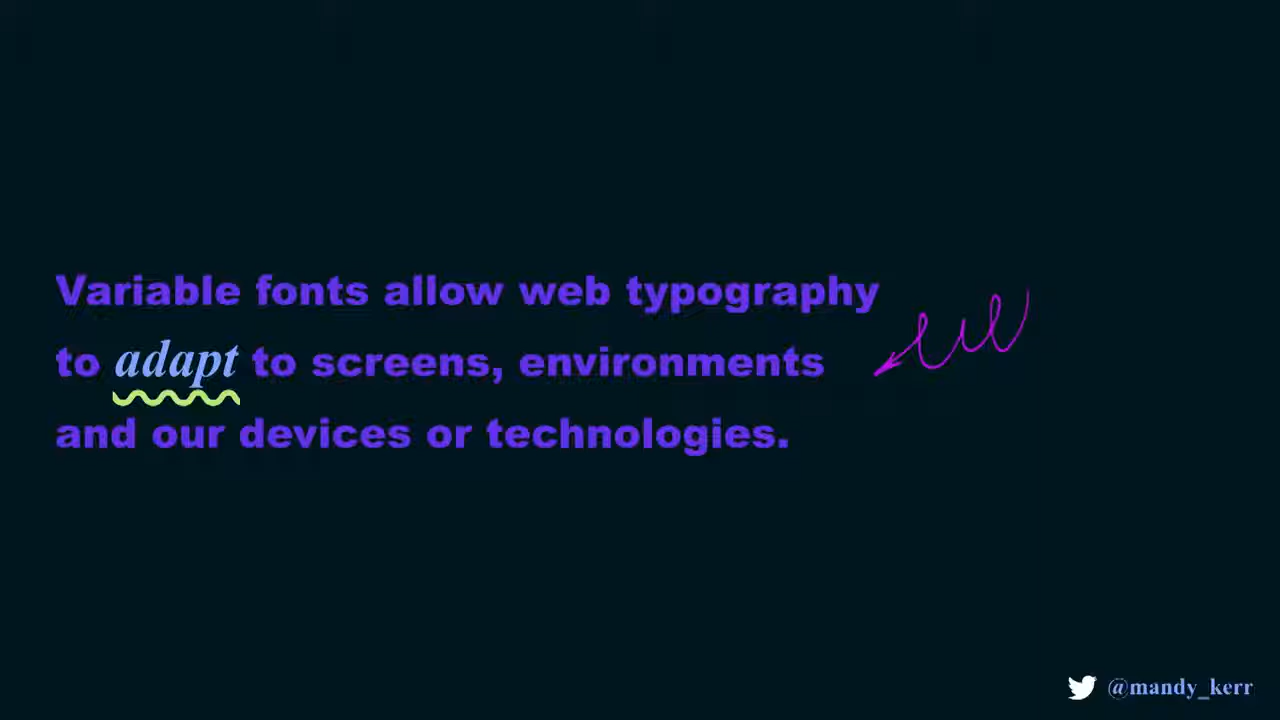 Variable fonts allow web typography
to adapt to screens, environments
and our devices or technologies.
@mandy_kerr